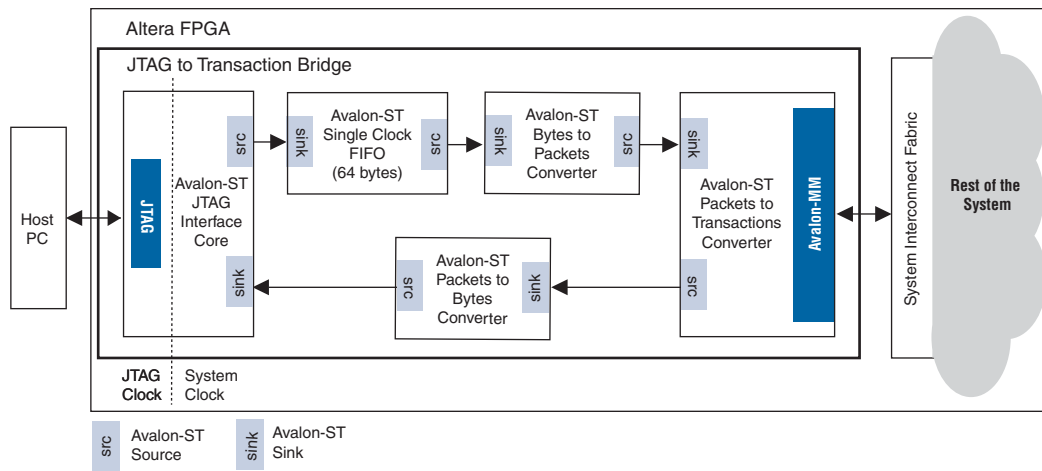 Altera FPGA
JTAG to Transaction Bridge
Host
PC
JTAG
Avalon-ST
JTAG
Interface
Core
src
sink
sink
Avalon-ST
Single Clock
FIFO
(64 bytes)
src
sink
Avalon-ST
Bytes to
Packets
Converter
src
sink
Avalon-ST
Packets to
Transactions
Converter
src
Avalon-MM
src
Avalon-ST
Packets to
Bytes
Converter
sink
System Interconnect Fabric
Rest of the
System
JTAG
Clock
System
Clock
src
Avalon-ST
Source
sink
Avalon-ST
Sink